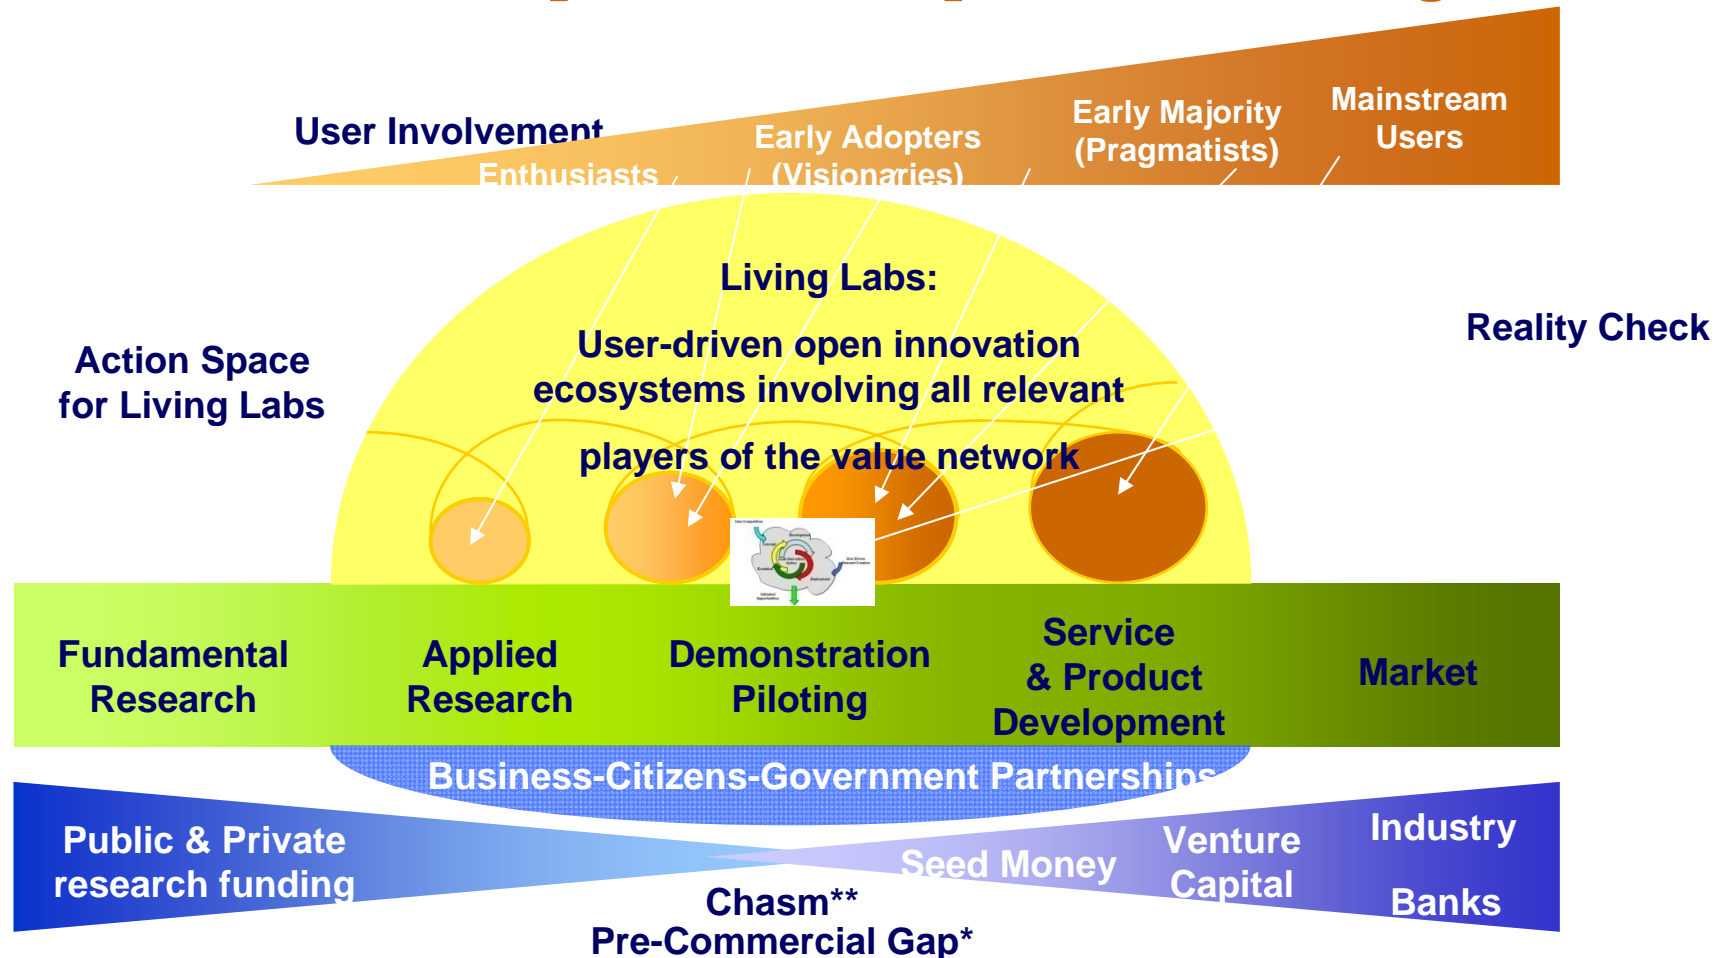 User Involvement
Enthusiasts
Early Adopters
(Visionaries)
Early Majority
(Pragmatists)
Mainstream
Users
Living Labs:
User-driven open innovation
ecosystems involving all relevant
players of the value network
Action Space
for Living Labs
Reality Check
Fundamental
Research
Applied
Research
Demonstration
Piloting
Service
& Product
Development
Market
Business-Citizens-Government Partnerships
Public & Private
research funding
Seed Money
Venture
Capital
Industry
Banks
Chasm**
Pre-Commercial Gap*